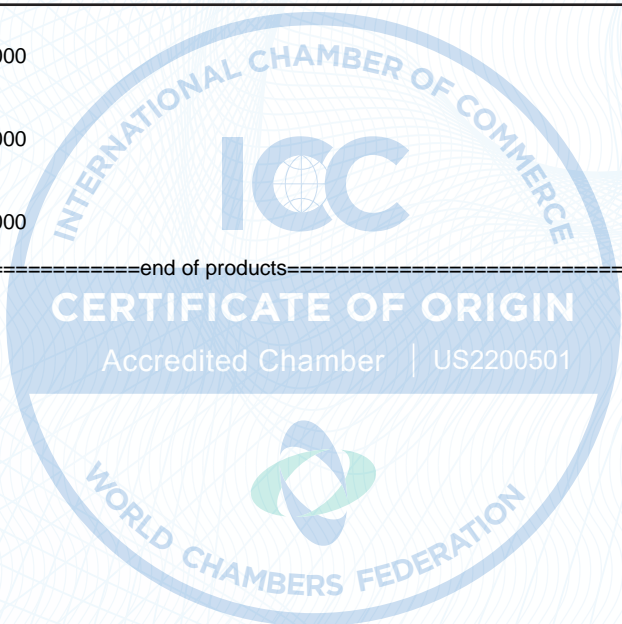 000
INTERNATIONAL CHAMBER OF COMMERCE
000
ICC
000
end of products
CERTIFICATE OF ORIGIN
Accredited Chamber | US2200501
WORLD CHAMBERS FEDERATION